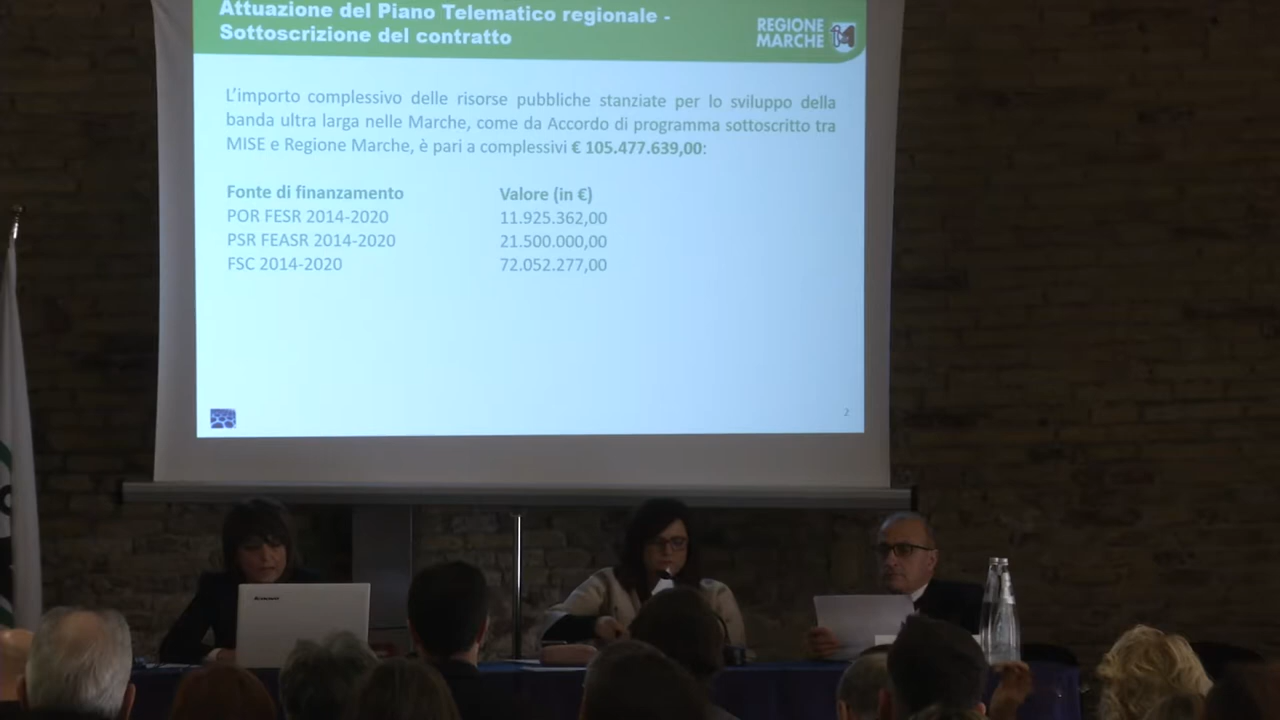 Attuazione del Piano Telematico regionale -
Sottoscrizione del contratto
REGIONE
MARCHE
L'importo complessivo delle risorse pubbliche stanziate per lo sviluppo della
banda ultra larga nelle Marche, come da Accordo di programma sottoscritto tra
MISE e Regione Marche, è pari a complessivi € 105.477.639,00:
Fonte di finanzamento Valore (in €)
POR FESR 2014-2020 11.925.362,00
PSR FEASR 2014-2020 21.500.000,00
FSC 2014-2020 72.052.277,00
2
lenovo